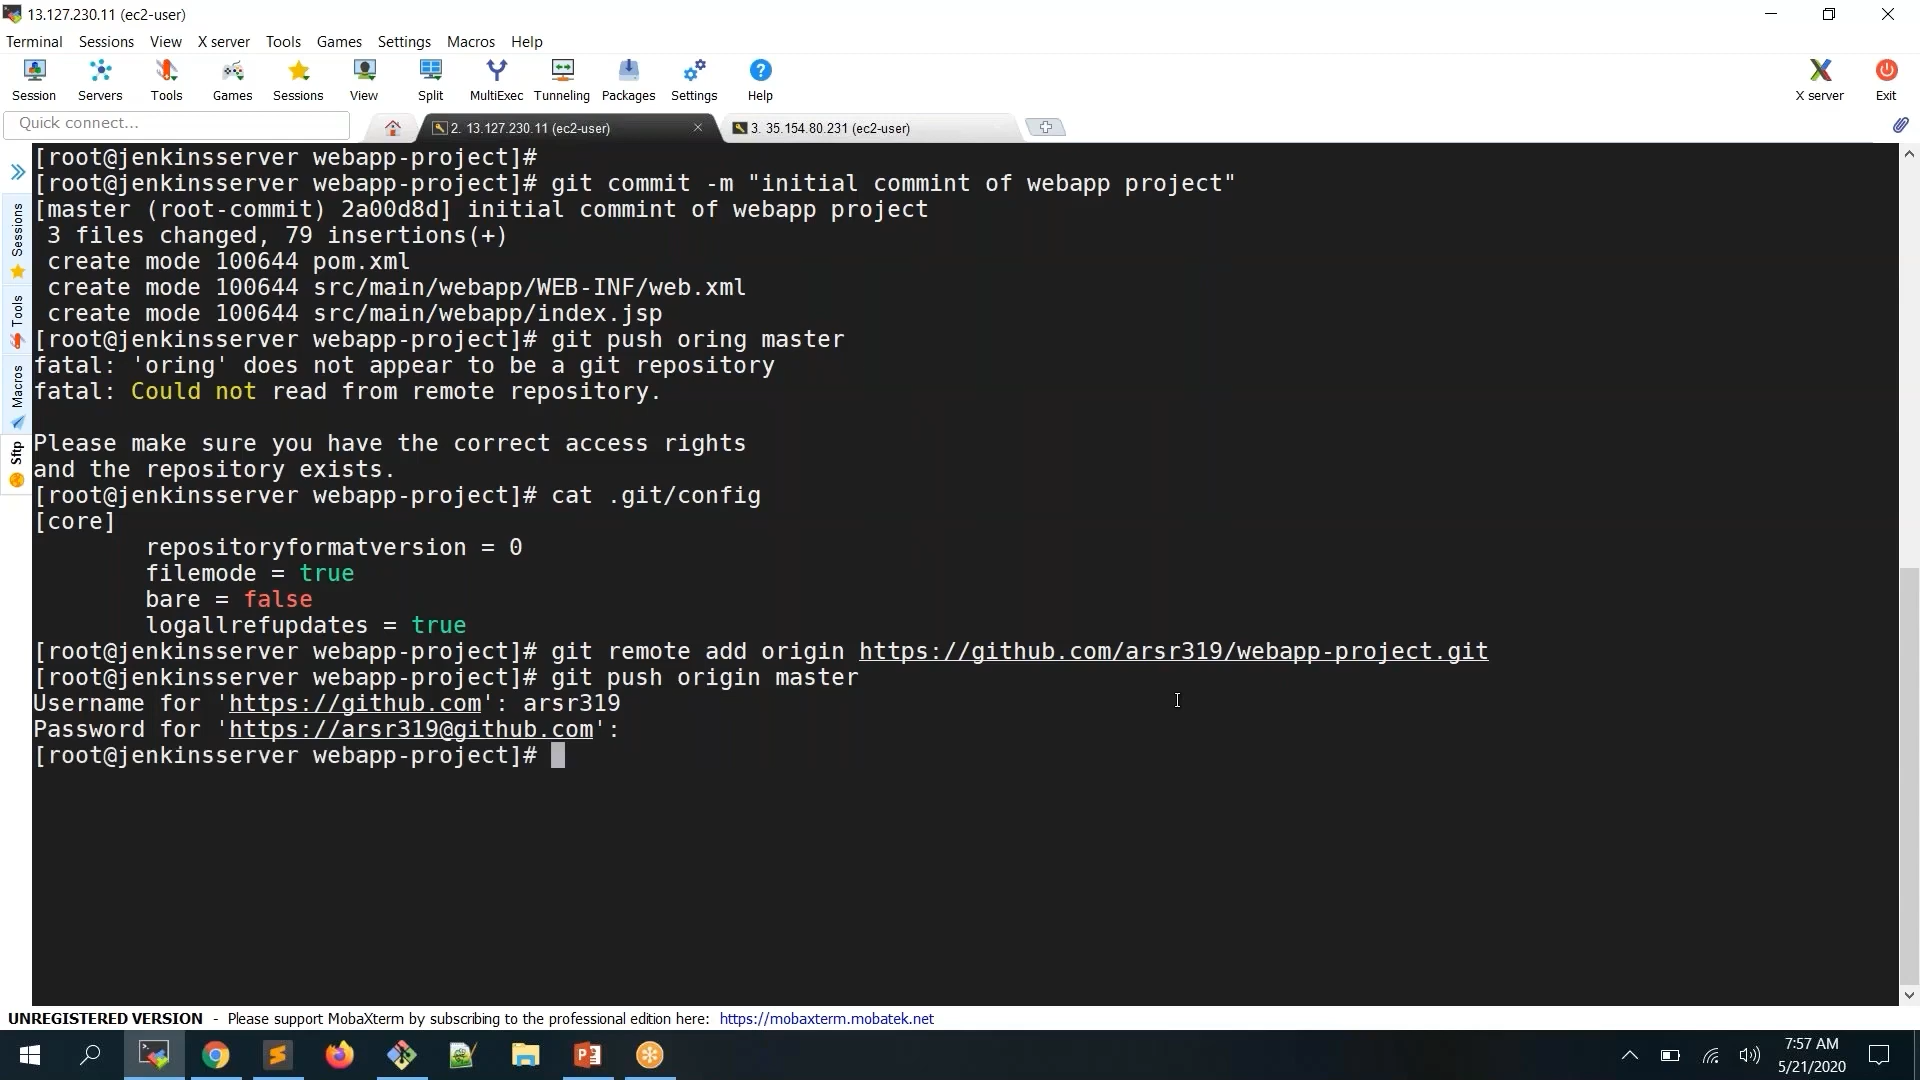 13.127.230.11 (ec2-user)
Terminal Sessions View X server Tools Games Settings Macros Help
Session Servers Tools Games Sessions View Split MultiExec Tunneling Packages Settings Help X server Exit
Quick connect... 2. 13.127.230.11 (ec2-user) 3. 35.154.80.231 (ec2-user)
Sessions
Tools
Macros
Sftp
[root@jenkinsserver webapp-project]#
[root@jenkinsserver webapp-project]# git commit -m "initial commint of webapp project"
[master (root-commit) 2a00d8d] initial commint of webapp project
3 files changed, 79 insertions(+)
create mode 100644 pom.xml
create mode 100644 src/main/webapp/WEB-INF/web.xml
create mode 100644 src/main/webapp/index.jsp
[root@jenkinsserver webapp-project]# git push oring master
fatal: 'oring' does not appear to be a git repository
fatal: Could not read from remote repository.
Please make sure you have the correct access rights
and the repository exists.
[root@jenkinsserver webapp-project]# cat .git/config
[core]
repositoryformatversion = 0
filemode = true
bare = false
logallrefupdates = true
[root@jenkinsserver webapp-project]# git remote add origin https://github.com/arsr319/webapp-project.git
[root@jenkinsserver webapp-project]# git push origin master
Username for 'https://github.com': arsr319
Password for 'https://arsr319@github.com':
[root@jenkinsserver webapp-project]#
UNREGISTERED VERSION - Please support MobaXterm by subscribing to the professional edition here: https://mobaxterm.mobatek.net
7:57 AM
5/21/2020